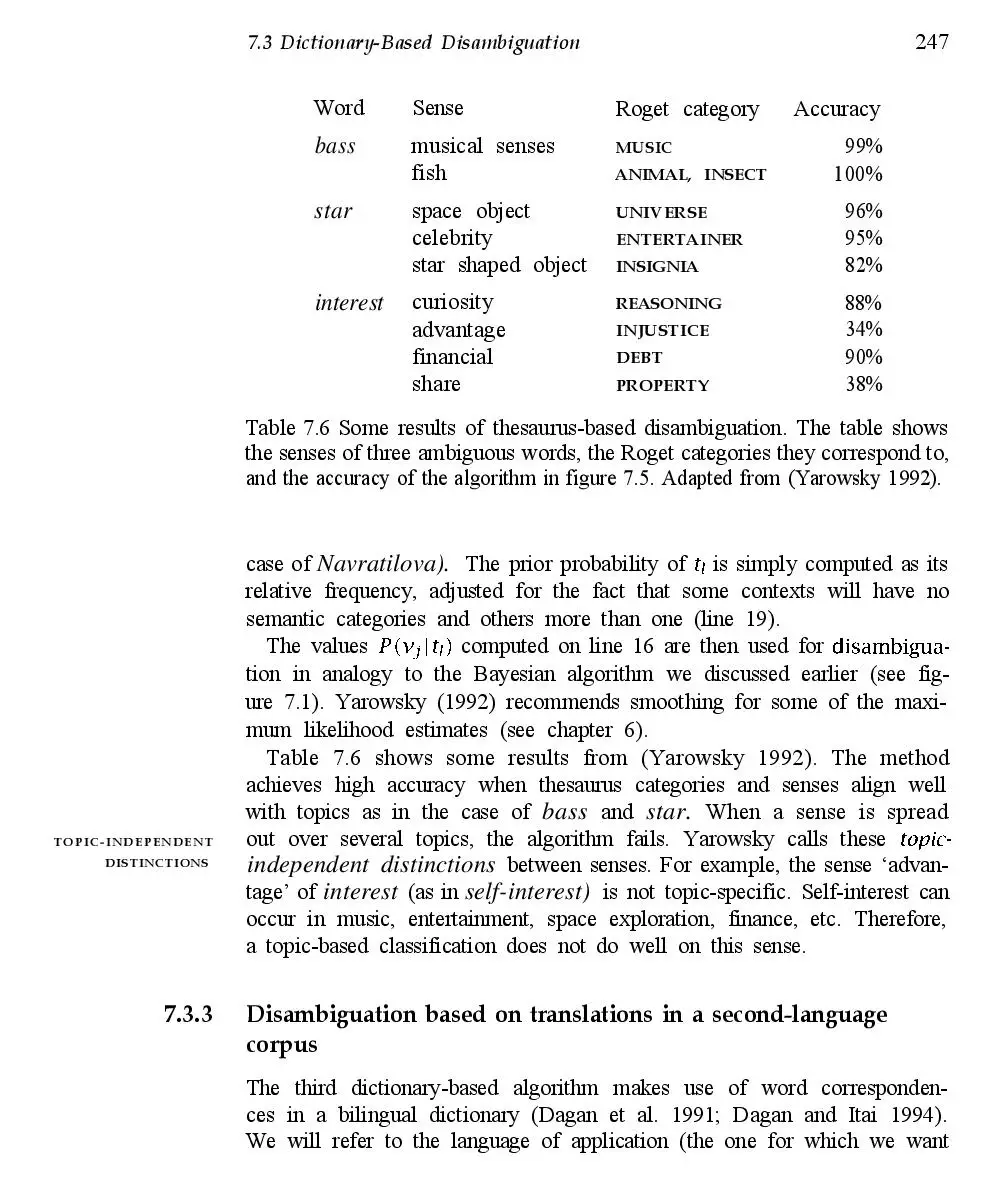 7.3 Dictionary-Based Disambiguation 247
Word Sense Roget category Accuracy
bass musical senses MUSIC 99%
fish ANIMAL, INSECT 100%
star space object UNIVERSE 96%
celebrity ENTERTAINER 95%
star shaped object INSIGNIA 82%
interest curiosity REASONING 88%
advantage INJUSTICE 34%
financial DEBT 90%
share PROPERTY 38%
Table 7.6 Some results of thesaurus-based disambiguation. The table shows
the senses of three ambiguous words, the Roget categories they correspond to,
and the accuracy of the algorithm in figure 7.5. Adapted from (Yarowsky 1992).
case of Navratilova). The prior probability of tl is simply computed as its
relative frequency, adjusted for the fact that some contexts will have no
semantic categories and others more than one (line 19).
The values P(vj|tl) computed on line 16 are then used for disambigua-
tion in analogy to the Bayesian algorithm we discussed earlier (see fig-
ure 7.1). Yarowsky (1992) recommends smoothing for some of the maxi-
mum likelihood estimates (see chapter 6).
Table 7.6 shows some results from (Yarowsky 1992). The method
achieves high accuracy when thesaurus categories and senses align well
with topics as in the case of bass and star. When a sense is spread
TOPIC-INDEPENDENT out over several topics, the algorithm fails. Yarowsky calls these topic-
DISTINCTIONS independent distinctions between senses. For example, the sense ‘advan-
tage’ of interest (as in self-interest) is not topic-specific. Self-interest can
occur in music, entertainment, space exploration, finance, etc. Therefore,
a topic-based classification does not do well on this sense.
7.3.3 Disambiguation based on translations in a second-language
corpus
The third dictionary-based algorithm makes use of word corresponden-
ces in a bilingual dictionary (Dagan et al. 1991; Dagan and Itai 1994).
We will refer to the language of application (the one for which we want